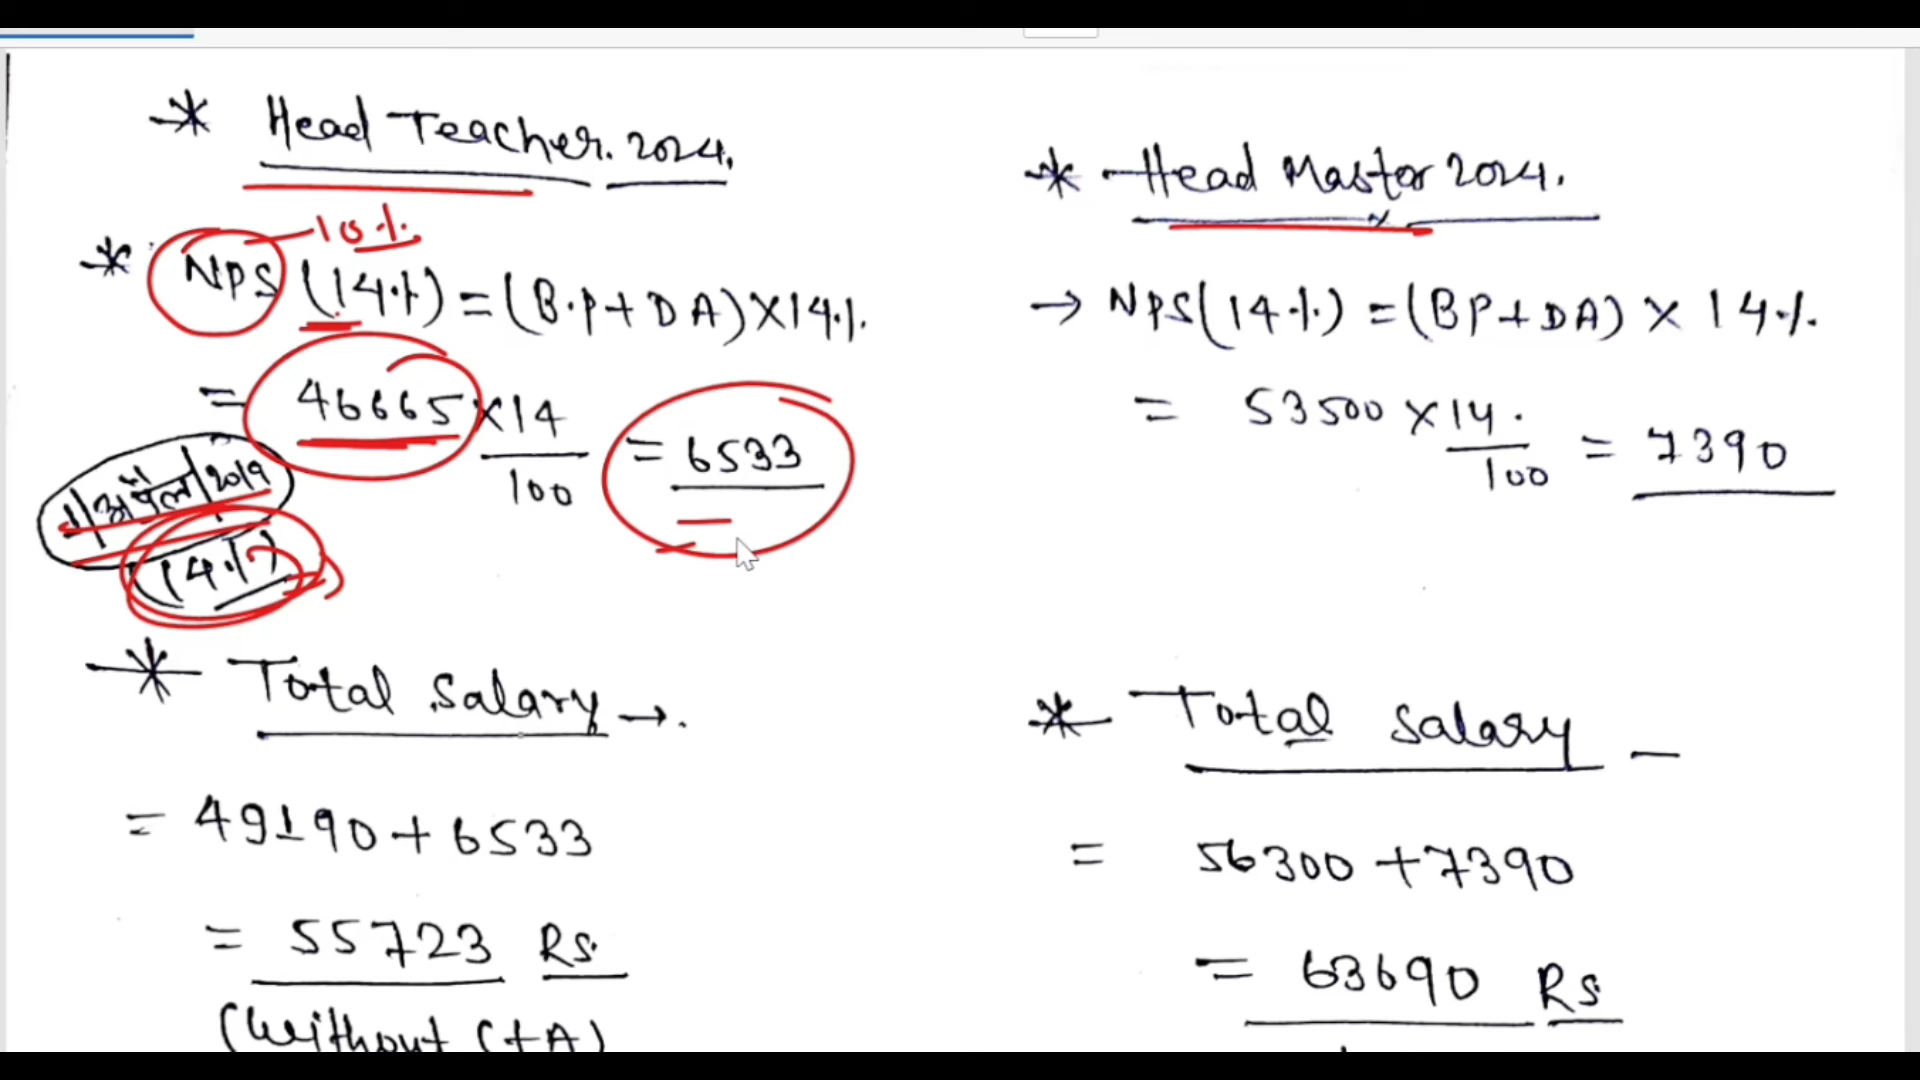 * Head Teacher. 2024.
10%
* NPS (14%) = (B.P + DA) × 14%.
= 46665 × 14
100
= 6533
1/अप्रैल/2019
(14%)
* Total Salary →.
= 49190 + 6533
= 55723 Rs.
(Without CTA)
* Head Master 2024.
→ NPS (14%) = (BP + DA) × 14%.
= 53500 × 14.
100
= 7390
* Total Salary –
= 56300 + 7390
= 63690 Rs